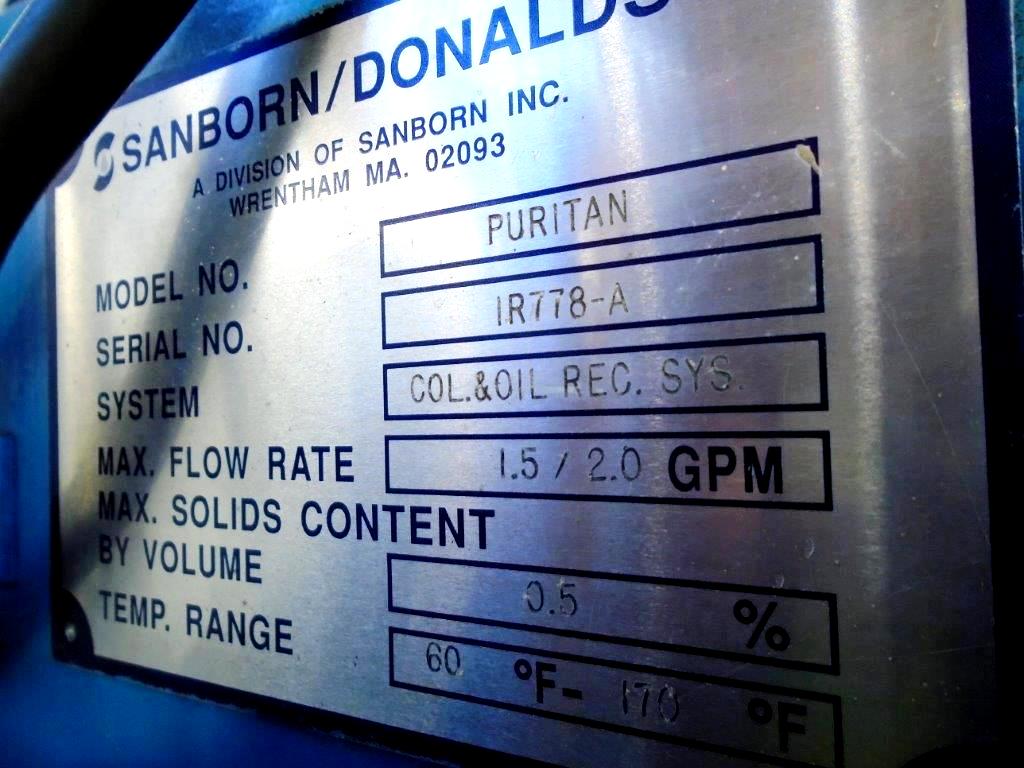 SANBORN/DONALDS
A DIVISION OF SANBORN INC.
WRENTHAM MA. 02093
MODEL NO. PURITAN
SERIAL NO. 1R778-A
SYSTEM COL.&OIL REC. SYS.
MAX. FLOW RATE 1.5 / 2.0 GPM
MAX. SOLIDS CONTENT
BY VOLUME 0.5 %
TEMP. RANGE 60 °F- 170 °F